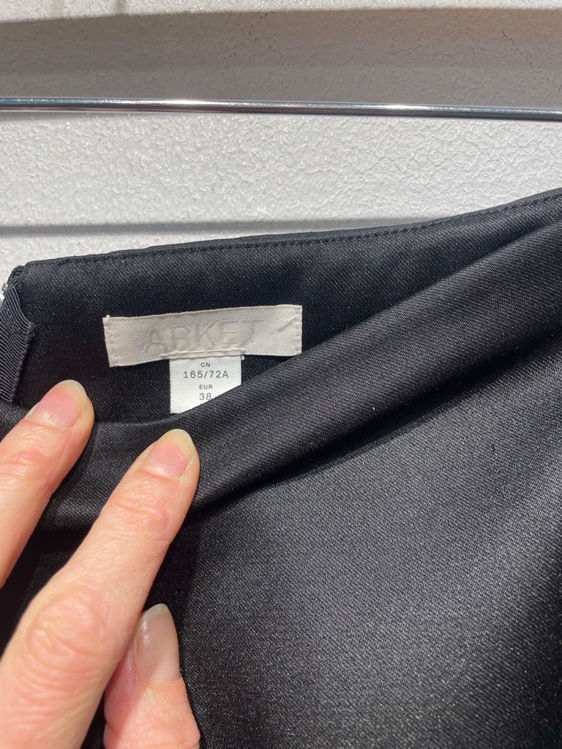 ARKET
CN
165/72A
EUR
38